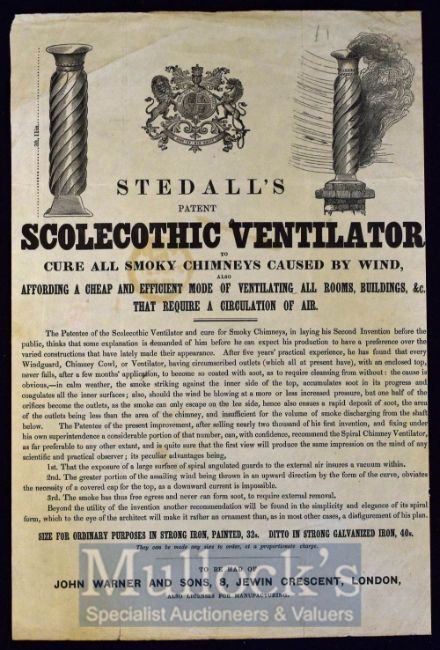 3ft. 11in.
STEDALL'S
PATENT
SCOLECOTHIC VENTILATOR
TO
CURE ALL SMOKY CHIMNEYS CAUSED BY WIND,
ALSO
AFFORDING A CHEAP AND EFFICIENT MODE OF VENTILATING ALL ROOMS, BUILDINGS, &c.
THAT REQUIRE A CIRCULATION OF AIR.
The Patentee of the Scolecothic Ventilator and cure for Smoky Chimneys, in laying his Second Invention before the
public, thinks that some explanation is demanded of him before he can expect his production to have a preference over the
varied constructions that have lately made their appearance. After five years' practical experience, he has found that every
Windguard, Chimney Cowl, or Ventilator, having circumscribed outlets (which all at present have), with an enclosed top,
never fails, after a few months' application, to become so coated with soot, as to require cleansing from without: the cause is
obvious,—in calm weather, the smoke striking against the inner side of the top, accumulates soot in its progress and
coagulates all the inner surfaces; also, should the wind be blowing at a more or less increased pressure, but one half of the
orifices become the outlets, as the smoke can only escape on the lee side, hence also ensues a rapid deposit of soot, the area
of the outlets being less than the area of the chimney, and insufficient for the volume of smoke discharging from the shaft
below. The Patentee of the present improvement, after selling nearly two thousand of his first invention, and fixing under
his own superintendence a considerable portion of that number, can, with confidence, recommend the Spiral Chimney Ventilator,
as far preferable to any other extant, and is quite sure that the first view will produce the same impression on the mind of any
scientific and practical observer; its peculiar advantages being,
1st. That the exposure of a large surface of spiral angulated guards to the external air insures a vacuum within.
2nd. The greater portion of the assailing wind being thrown in an upward direction by the form of the curve, obviates
the necessity of a covered cap for the top, as a downward current is impossible.
3rd. The smoke has thus free egress and never can form soot, to require external removal.
Beyond the utility of the invention another recommendation will be found in the simplicity and elegance of its spiral
form, which to the eye of the architect will make it rather an ornament than, as in most other cases, a disfigurement of his plan.
SIZE FOR ORDINARY PURPOSES IN STRONG IRON, PAINTED, 32s. DITTO IN STRONG GALVANIZED IRON, 40s.
They can be made any size to order, at a proportionate charge.
TO BE HAD OF
JOHN WARNER AND SONS, 8, JEWIN CRESCENT, LONDON,
ALSO LICENSED FOR MANUFACTURING.
Mullock's
Specialist Auctioneers & Valuers